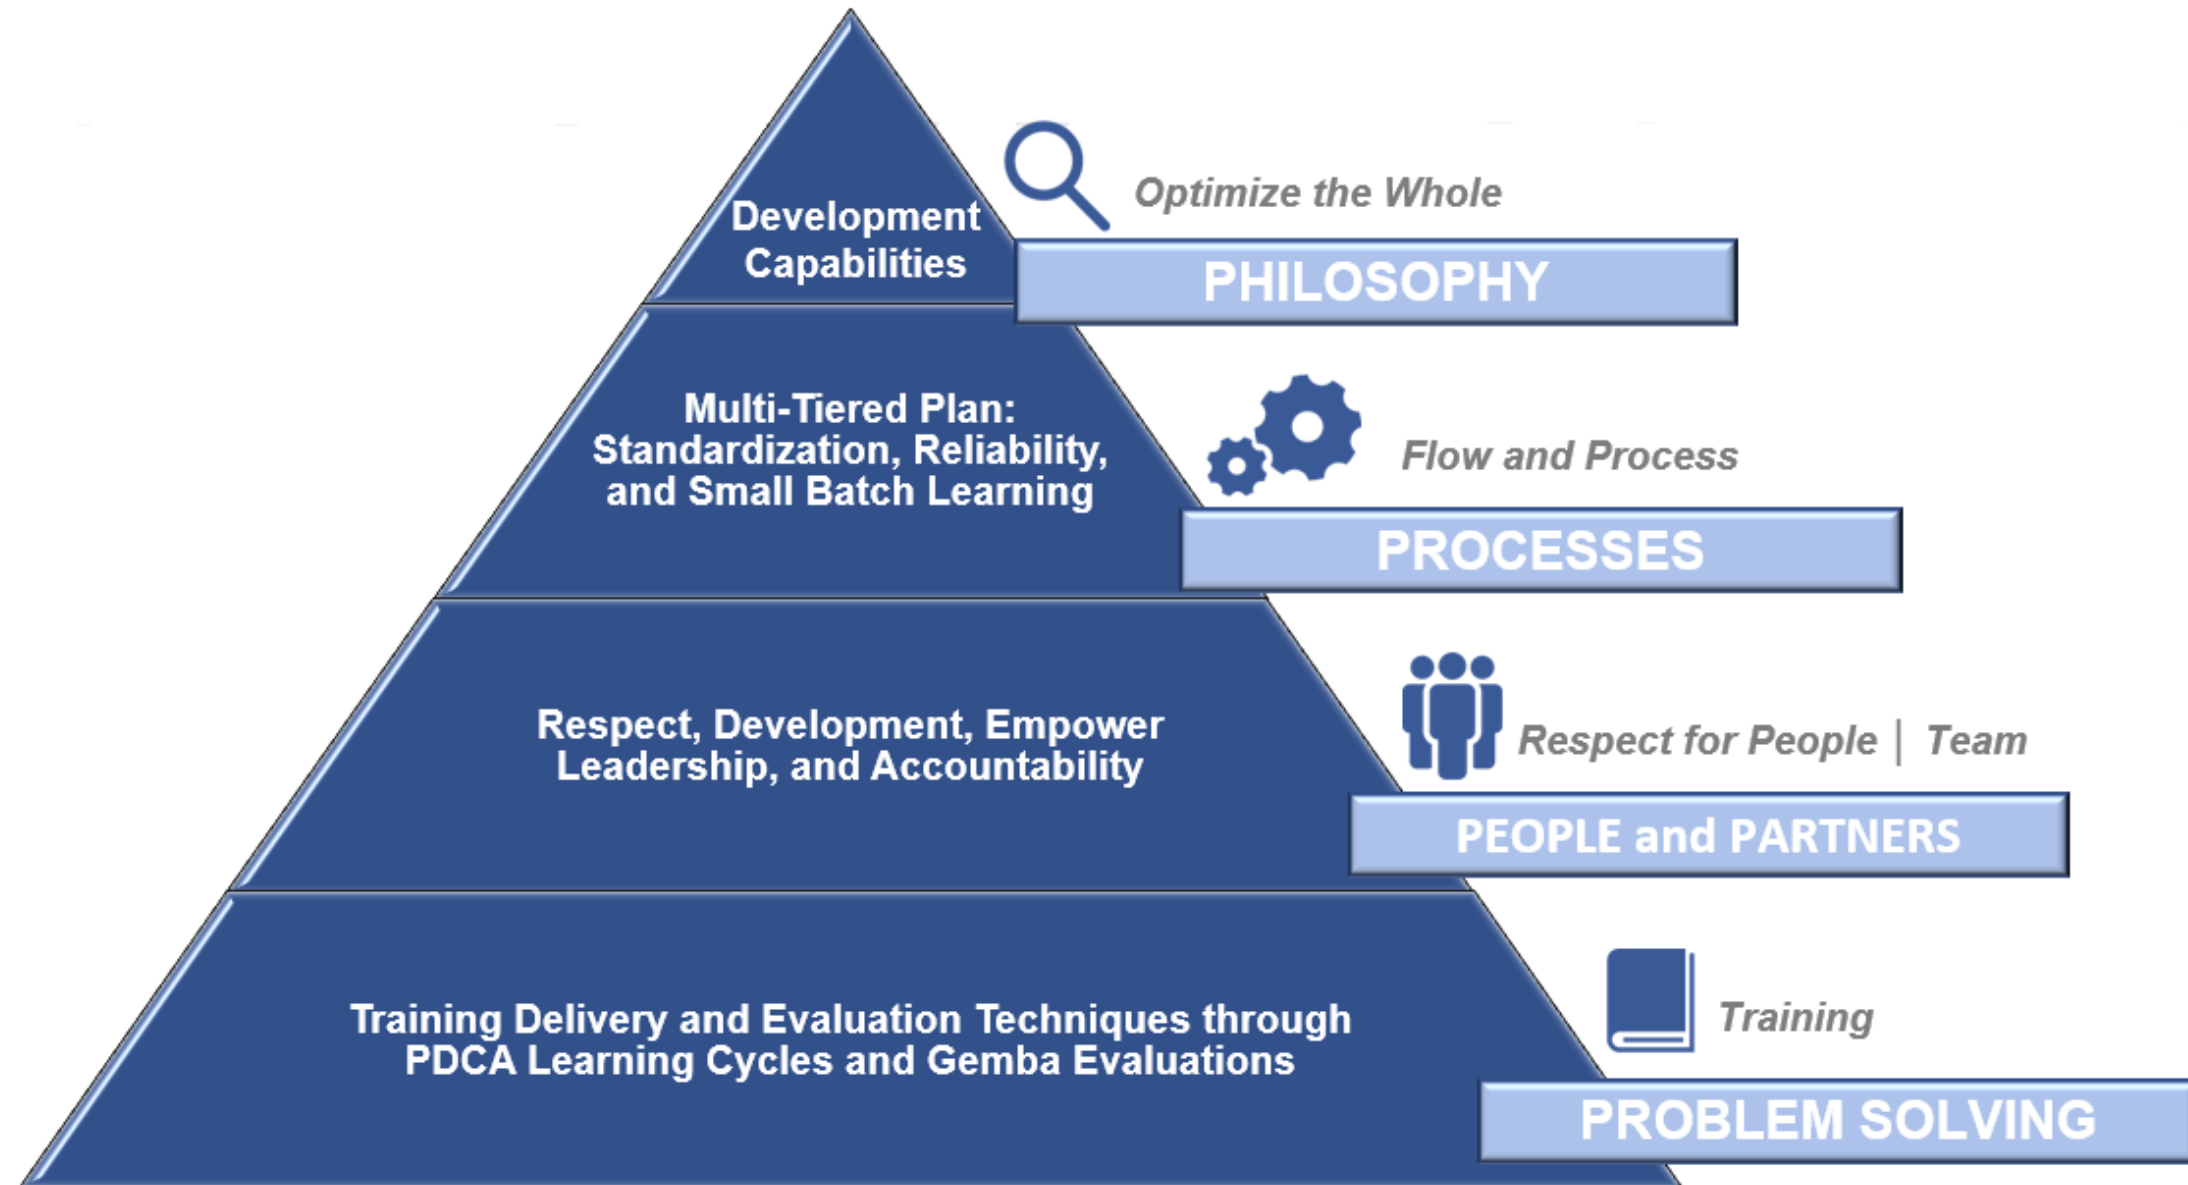 Development
Capabilities
Optimize the Whole
PHILOSOPHY
Multi-Tiered Plan:
Standardization, Reliability,
and Small Batch Learning
Flow and Process
PROCESSES
Respect, Development, Empower
Leadership, and Accountability
Respect for People | Team
PEOPLE and PARTNERS
Training Delivery and Evaluation Techniques through
PDCA Learning Cycles and Gemba Evaluations
Training
PROBLEM SOLVING